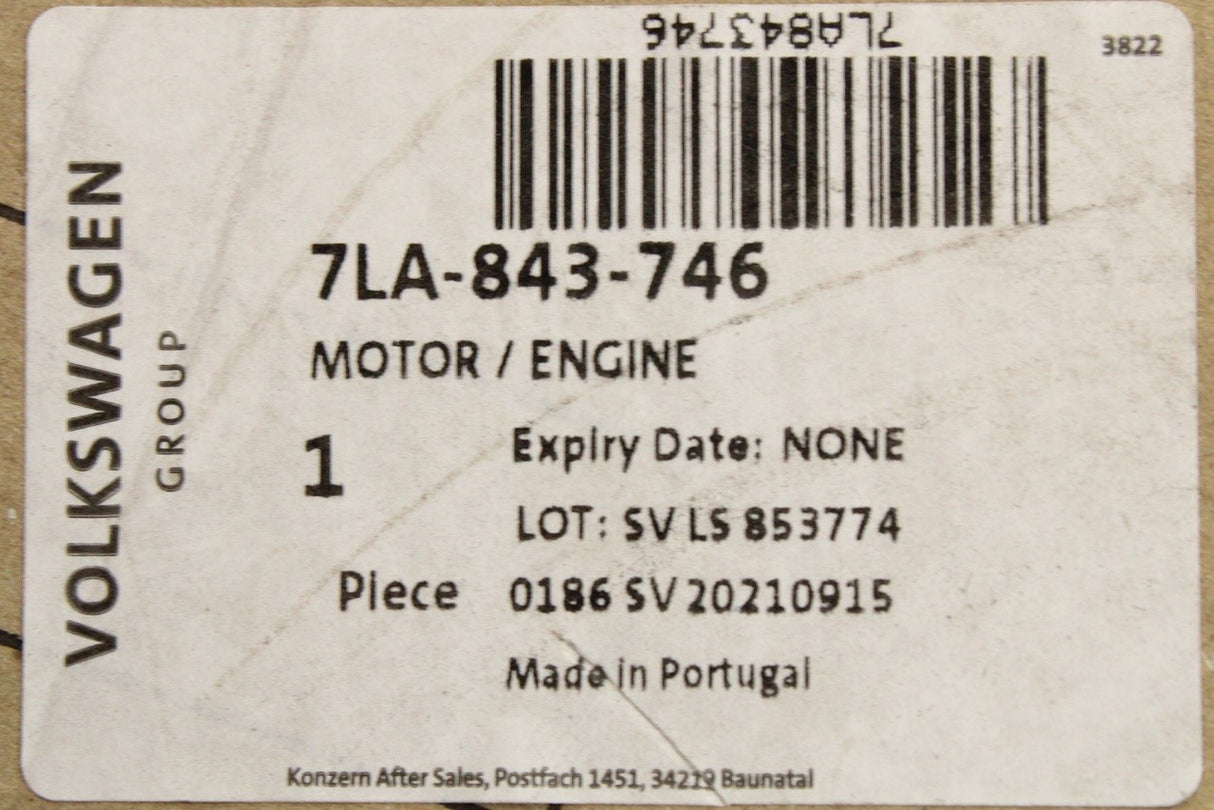 7LA843746
3822
VOLKSWAGEN
GROUP
7LA-843-746
MOTOR / ENGINE
1
Expiry Date: NONE
LOT: SV LS 853774
Piece
0186 SV 20210915
Made in Portugal
Konzern After Sales, Postfach 1451, 34219 Baunatal